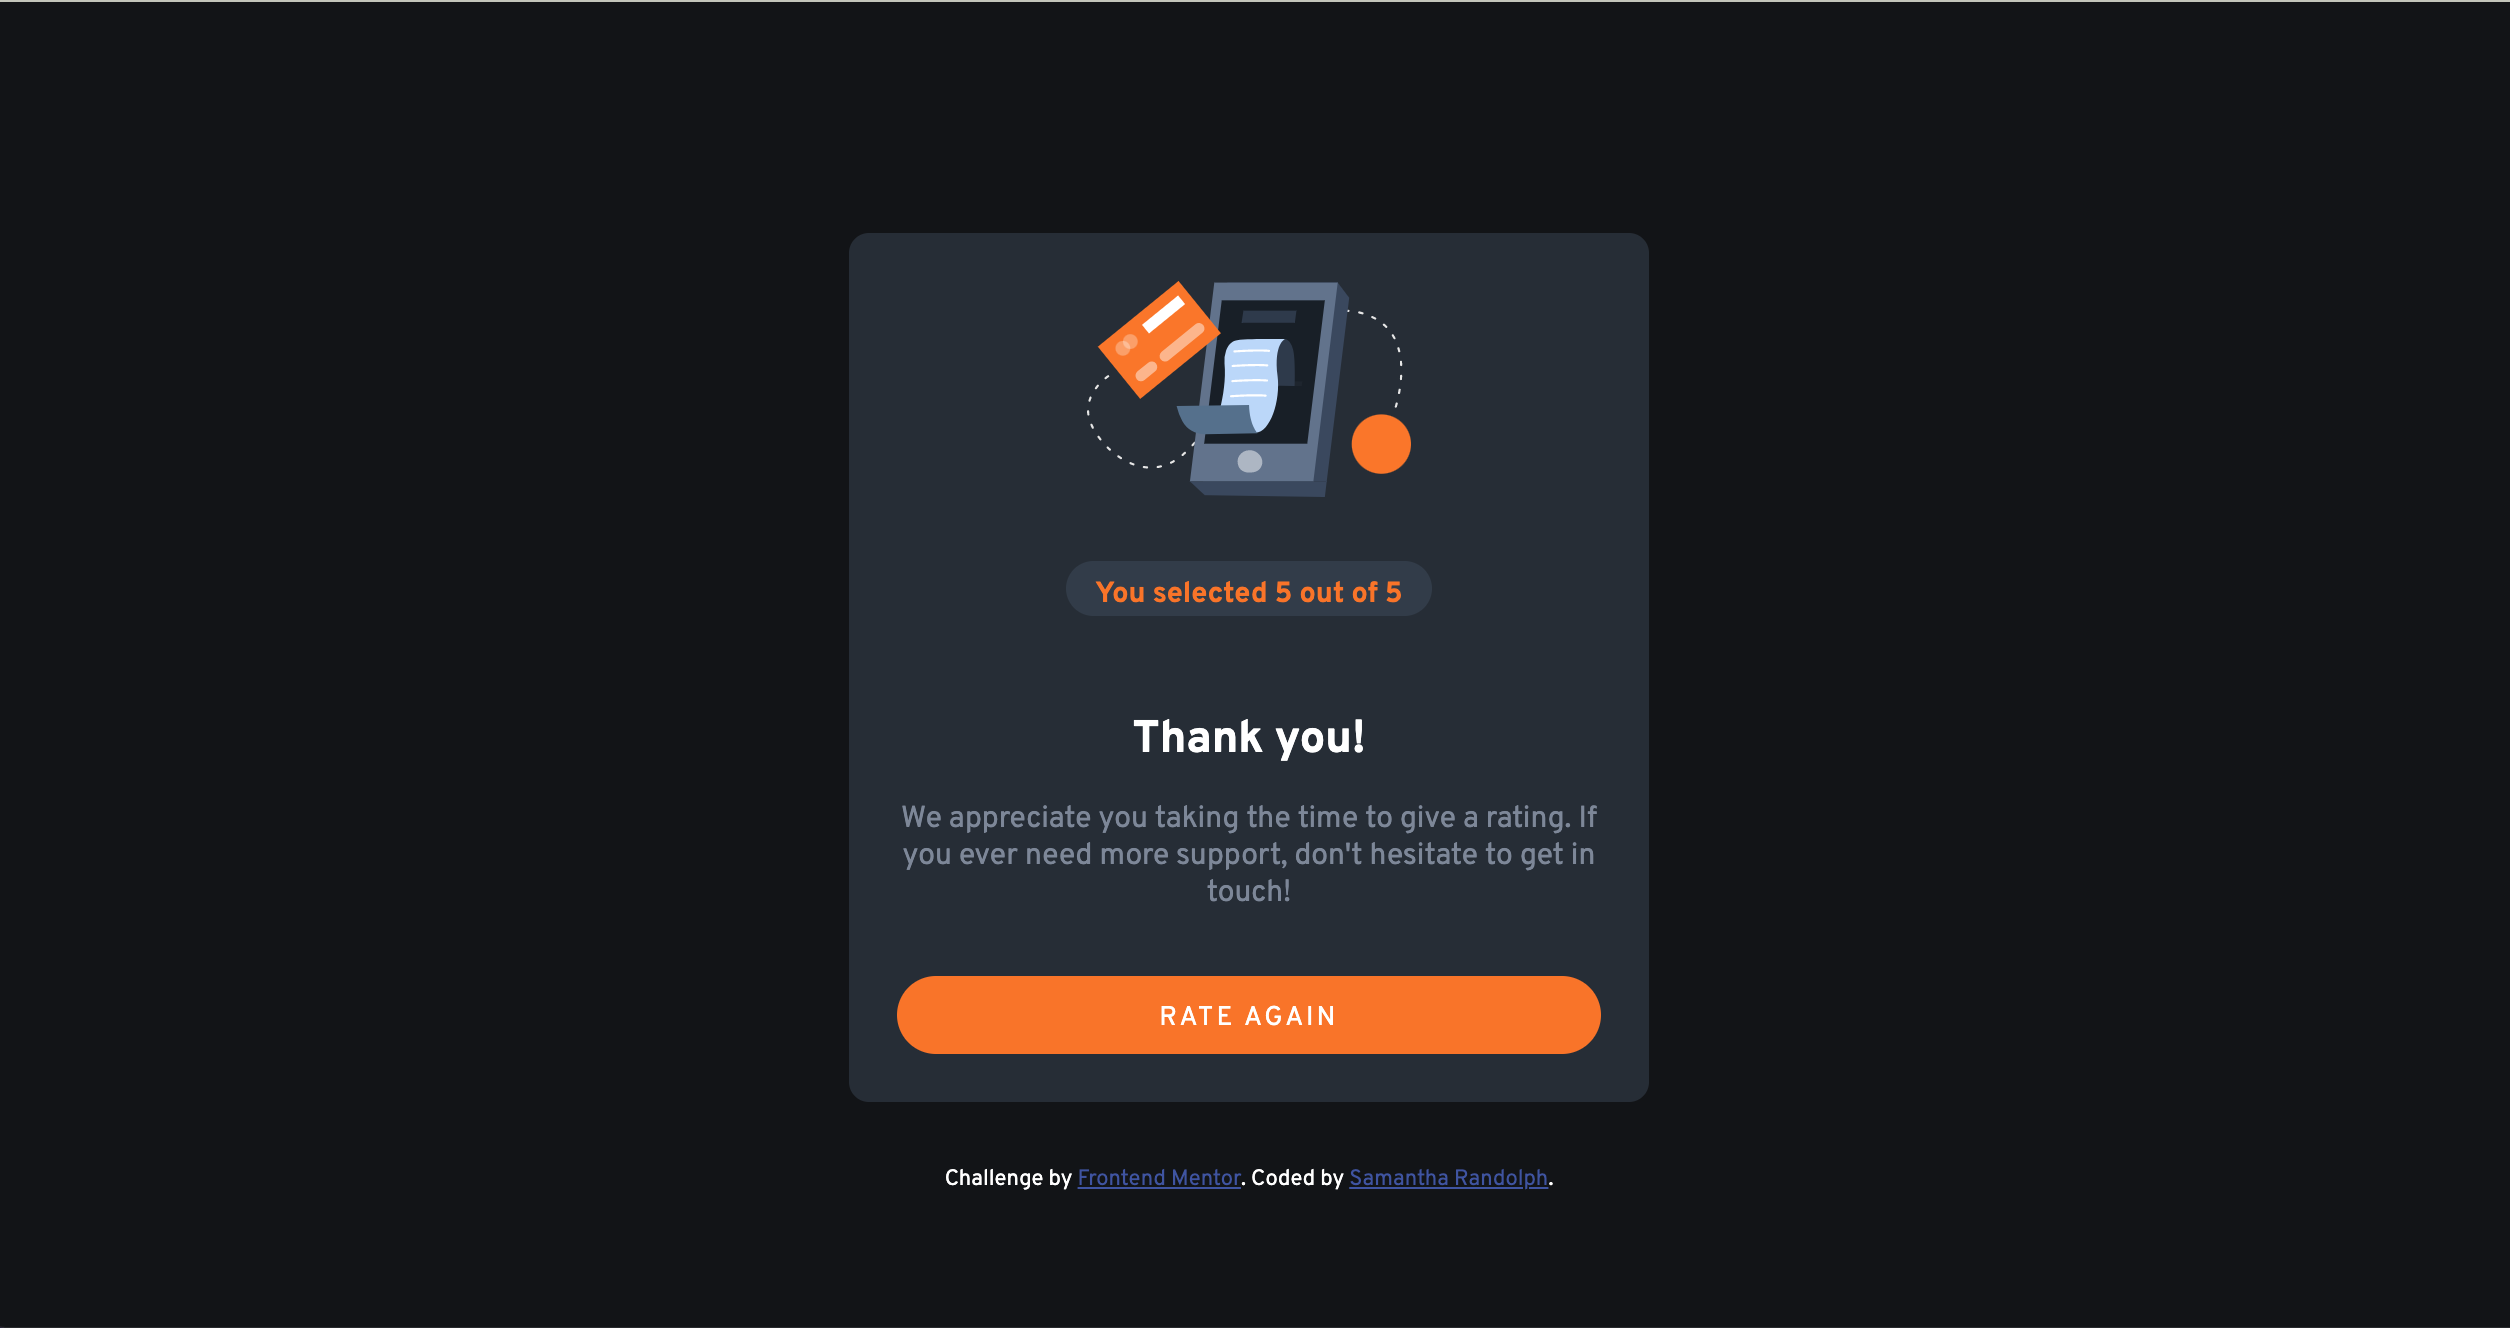 You selected 5 out of 5
Thank you!
We appreciate you taking the time to give a rating. If
you ever need more support, don't hesitate to get in
touch!
RATE AGAIN
Challenge by Frontend Mentor. Coded by Samantha Randolph.